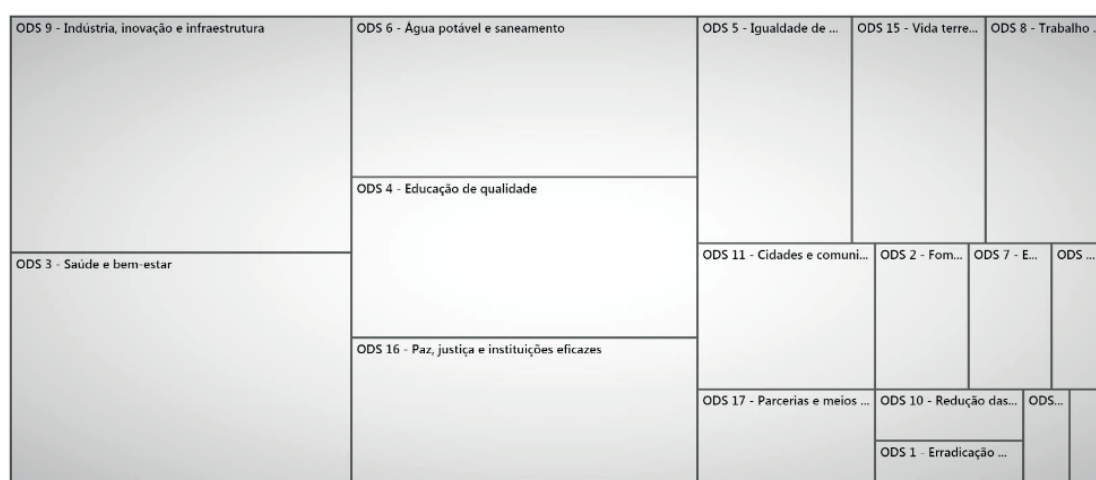 ODS 9 - Indústria, inovação e infraestrutura
ODS 3 - Saúde e bem-estar
ODS 6 - Água potável e saneamento
ODS 4 - Educação de qualidade
ODS 16 - Paz, justiça e instituições eficazes
ODS 5 - Igualdade de ...
ODS 15 - Vida terre...
ODS 8 - Trabalho .
ODS 11 - Cidades e comuni...
ODS 2 - Fom...
ODS 7 - E...
ODS ...
ODS 17 - Parcerias e meios ...
ODS 10 - Redução das...
ODS...
ODS 1 - Erradicação ...